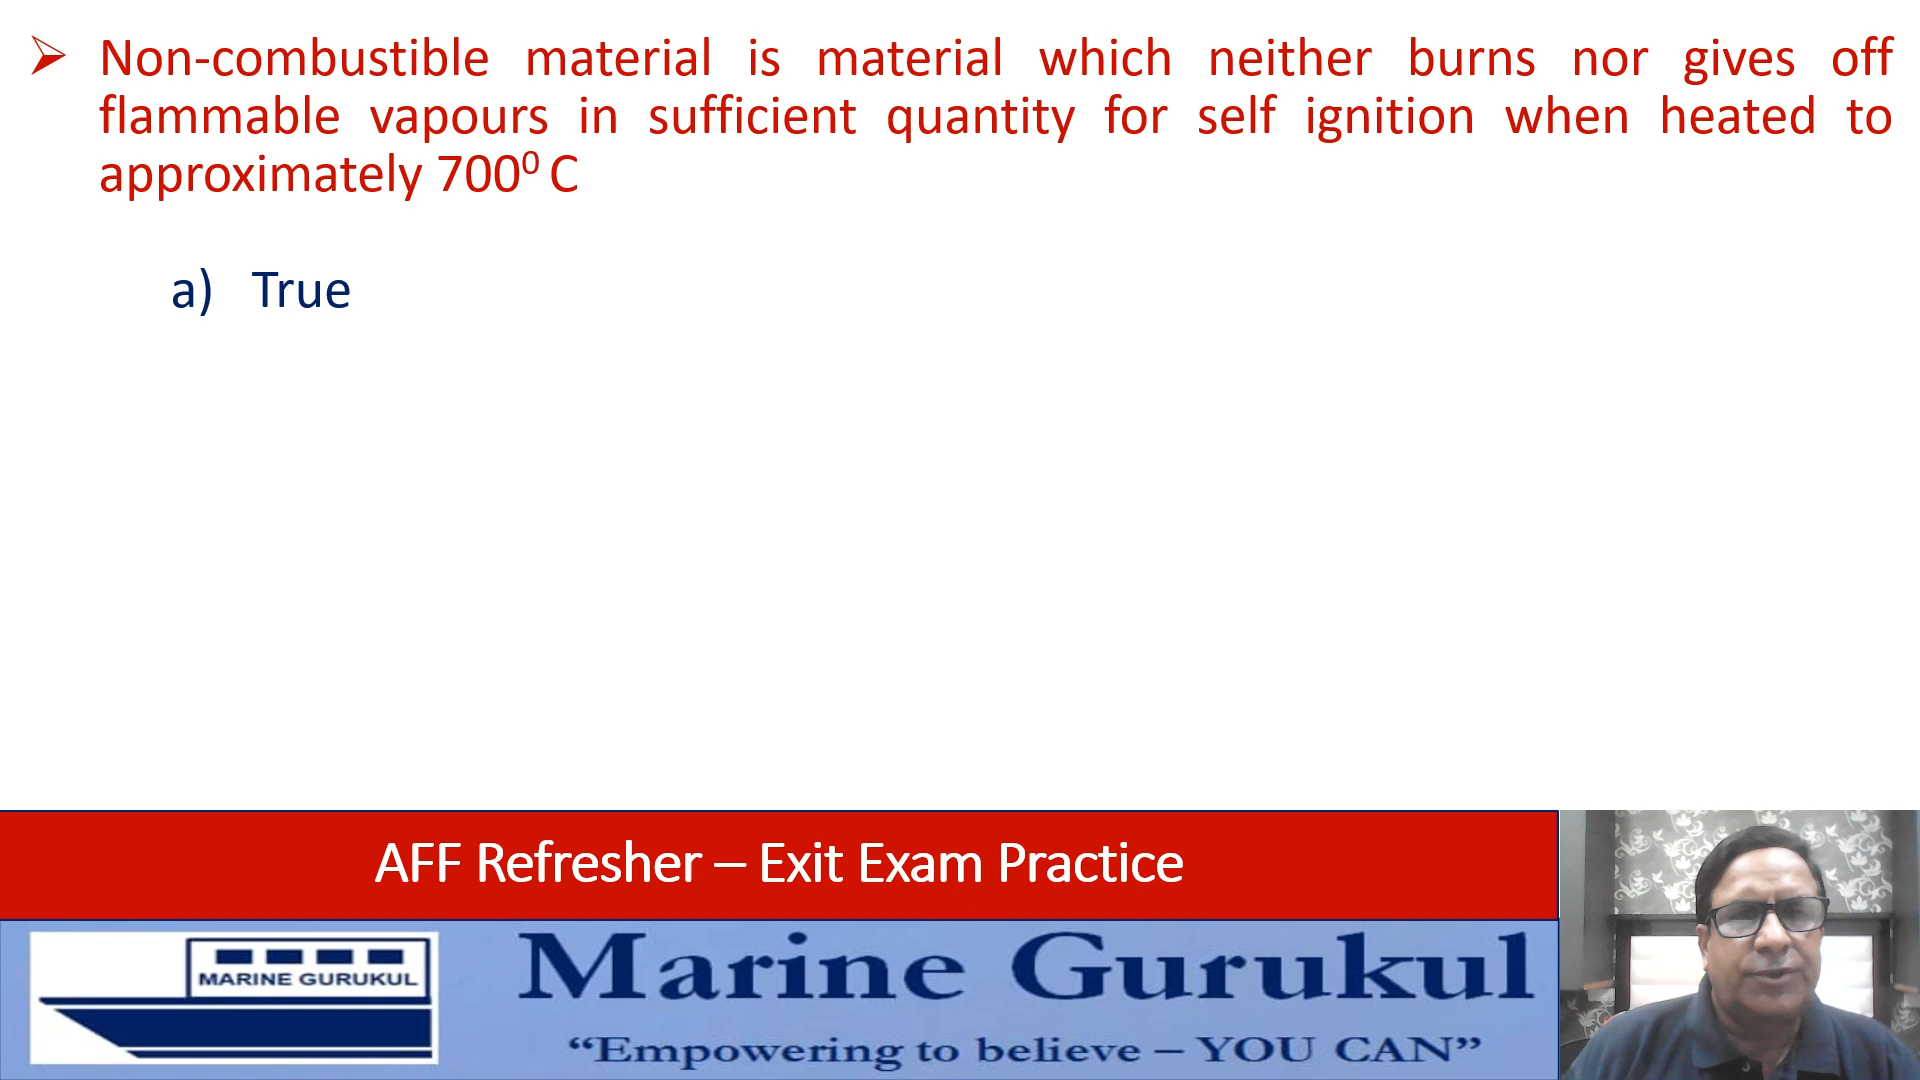 ➢ Non-combustible material is material which neither burns nor gives off
flammable vapours in sufficient quantity for self ignition when heated to
approximately 700⁰ C
a) True
AFF Refresher – Exit Exam Practice
MARINE GURUKUL
Marine Gurukul
“Empowering to believe – YOU CAN”